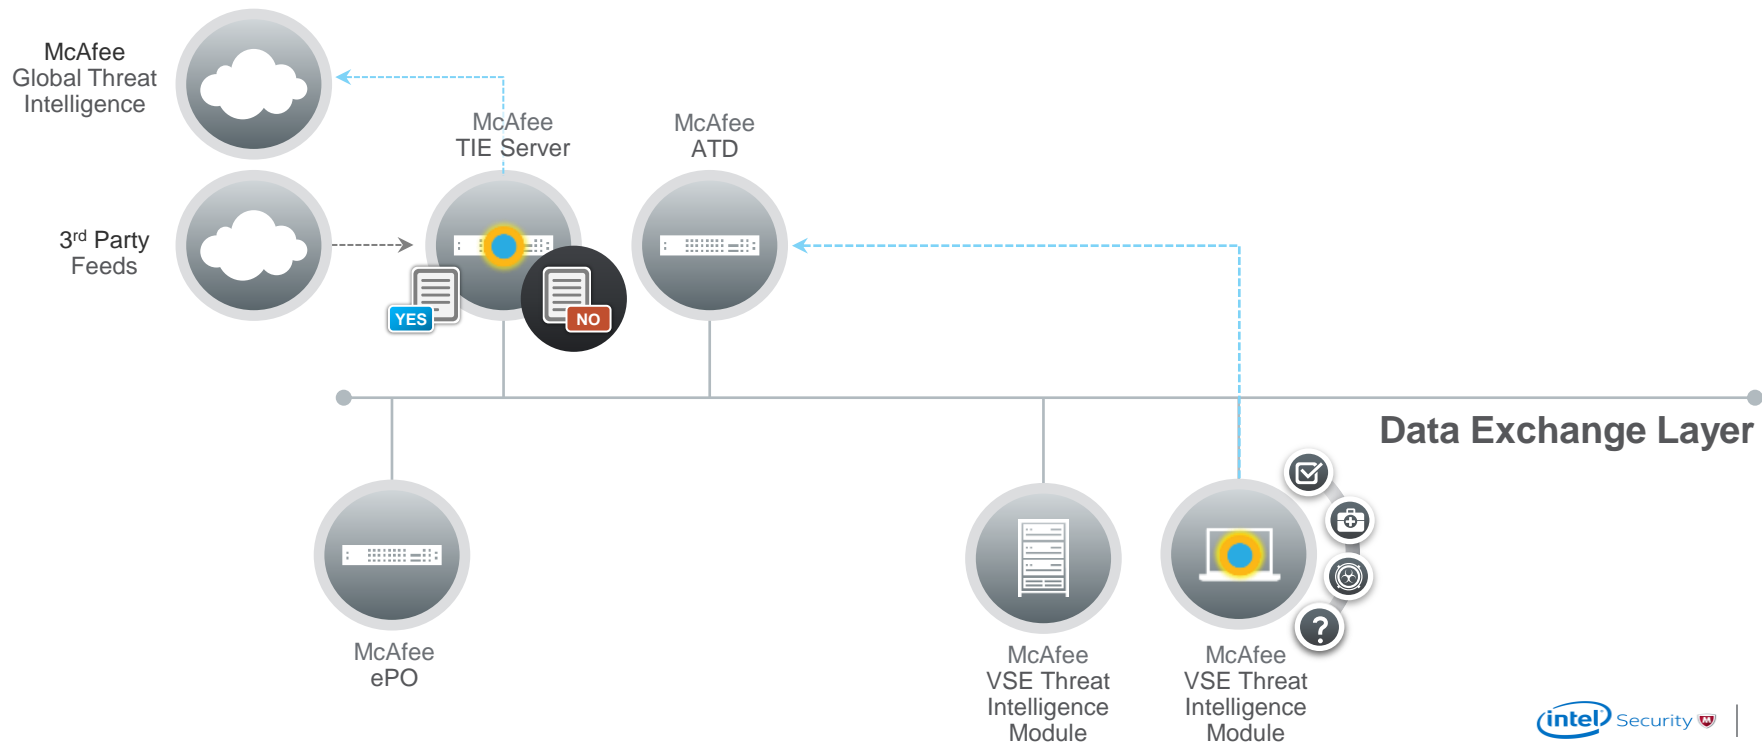 McAfee
Global Threat
Intelligence
McAfee
TIE Server
McAfee
ATD
3rd Party
Feeds
YES
NO
Data Exchange Layer
?
McAfee
ePO
McAfee
VSE Threat
Intelligence
Module
McAfee
VSE Threat
Intelligence
Module
intel Security